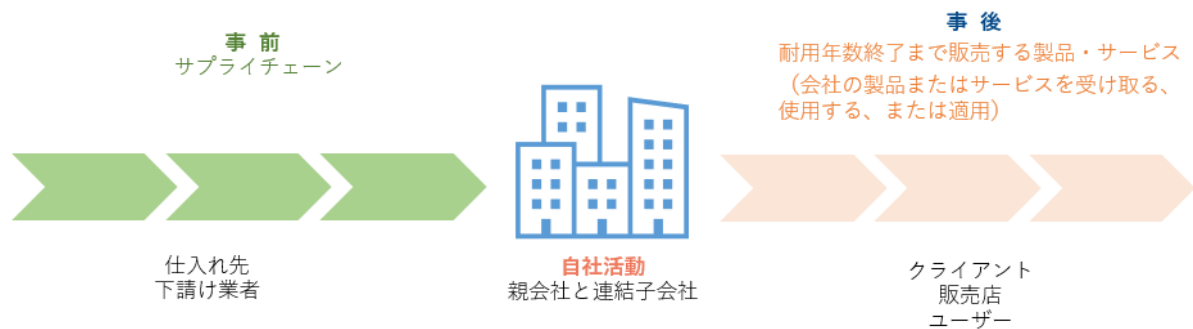 事 前
サプライチェーン
仕入れ先
下請け業者
自社活動
親会社と連結子会社
事 後
耐用年数終了まで販売する製品・サービス
（会社の製品またはサービスを受け取る、
使用する、または適用）
クライアント
販売店
ユーザー